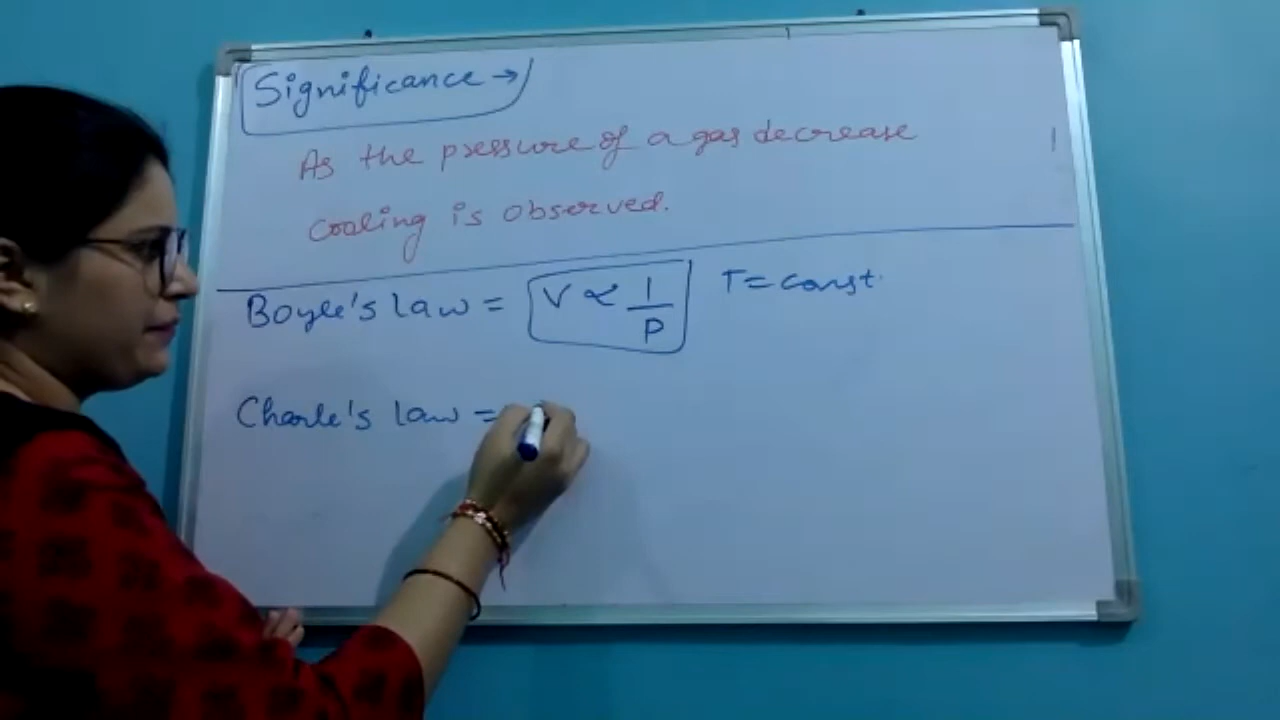 Significance →
As the pressure of a gas decrease
cooling is observed.
Boyle's law = V ∝ 1/P T = const.
Charle's law =